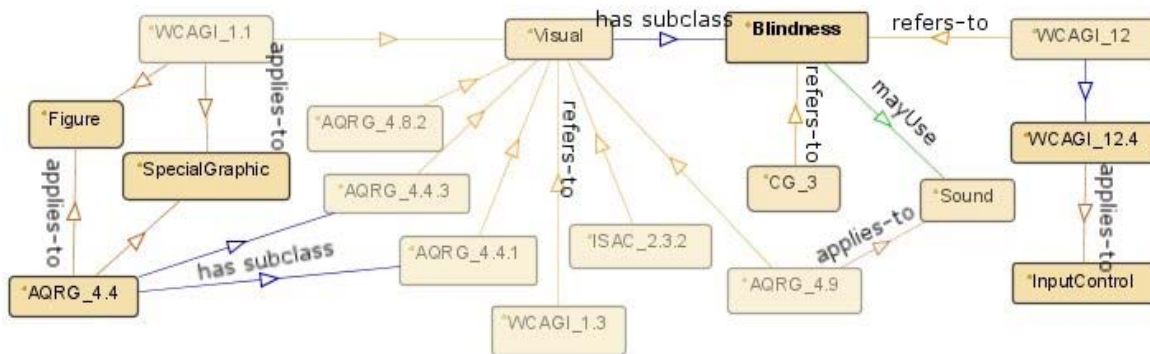 has subclass
refers-to
*WCAGI_1.1
*Visual
*Blindness
*WCAGI_12
applies-to
*Figure
*AQRG_4.8.2
refers-to
refers-to
mayUse
*WCAGI_12.4
*SpecialGraphic
applies-to
*AQRG_4.4.3
*CG_3
*Sound
applies-to
*AQRG_4.4.1
*ISAC_2.3.2
applies-to
has subclass
*AQRG_4.4
*AQRG_4.9
*InputControl
*WCAGI_1.3